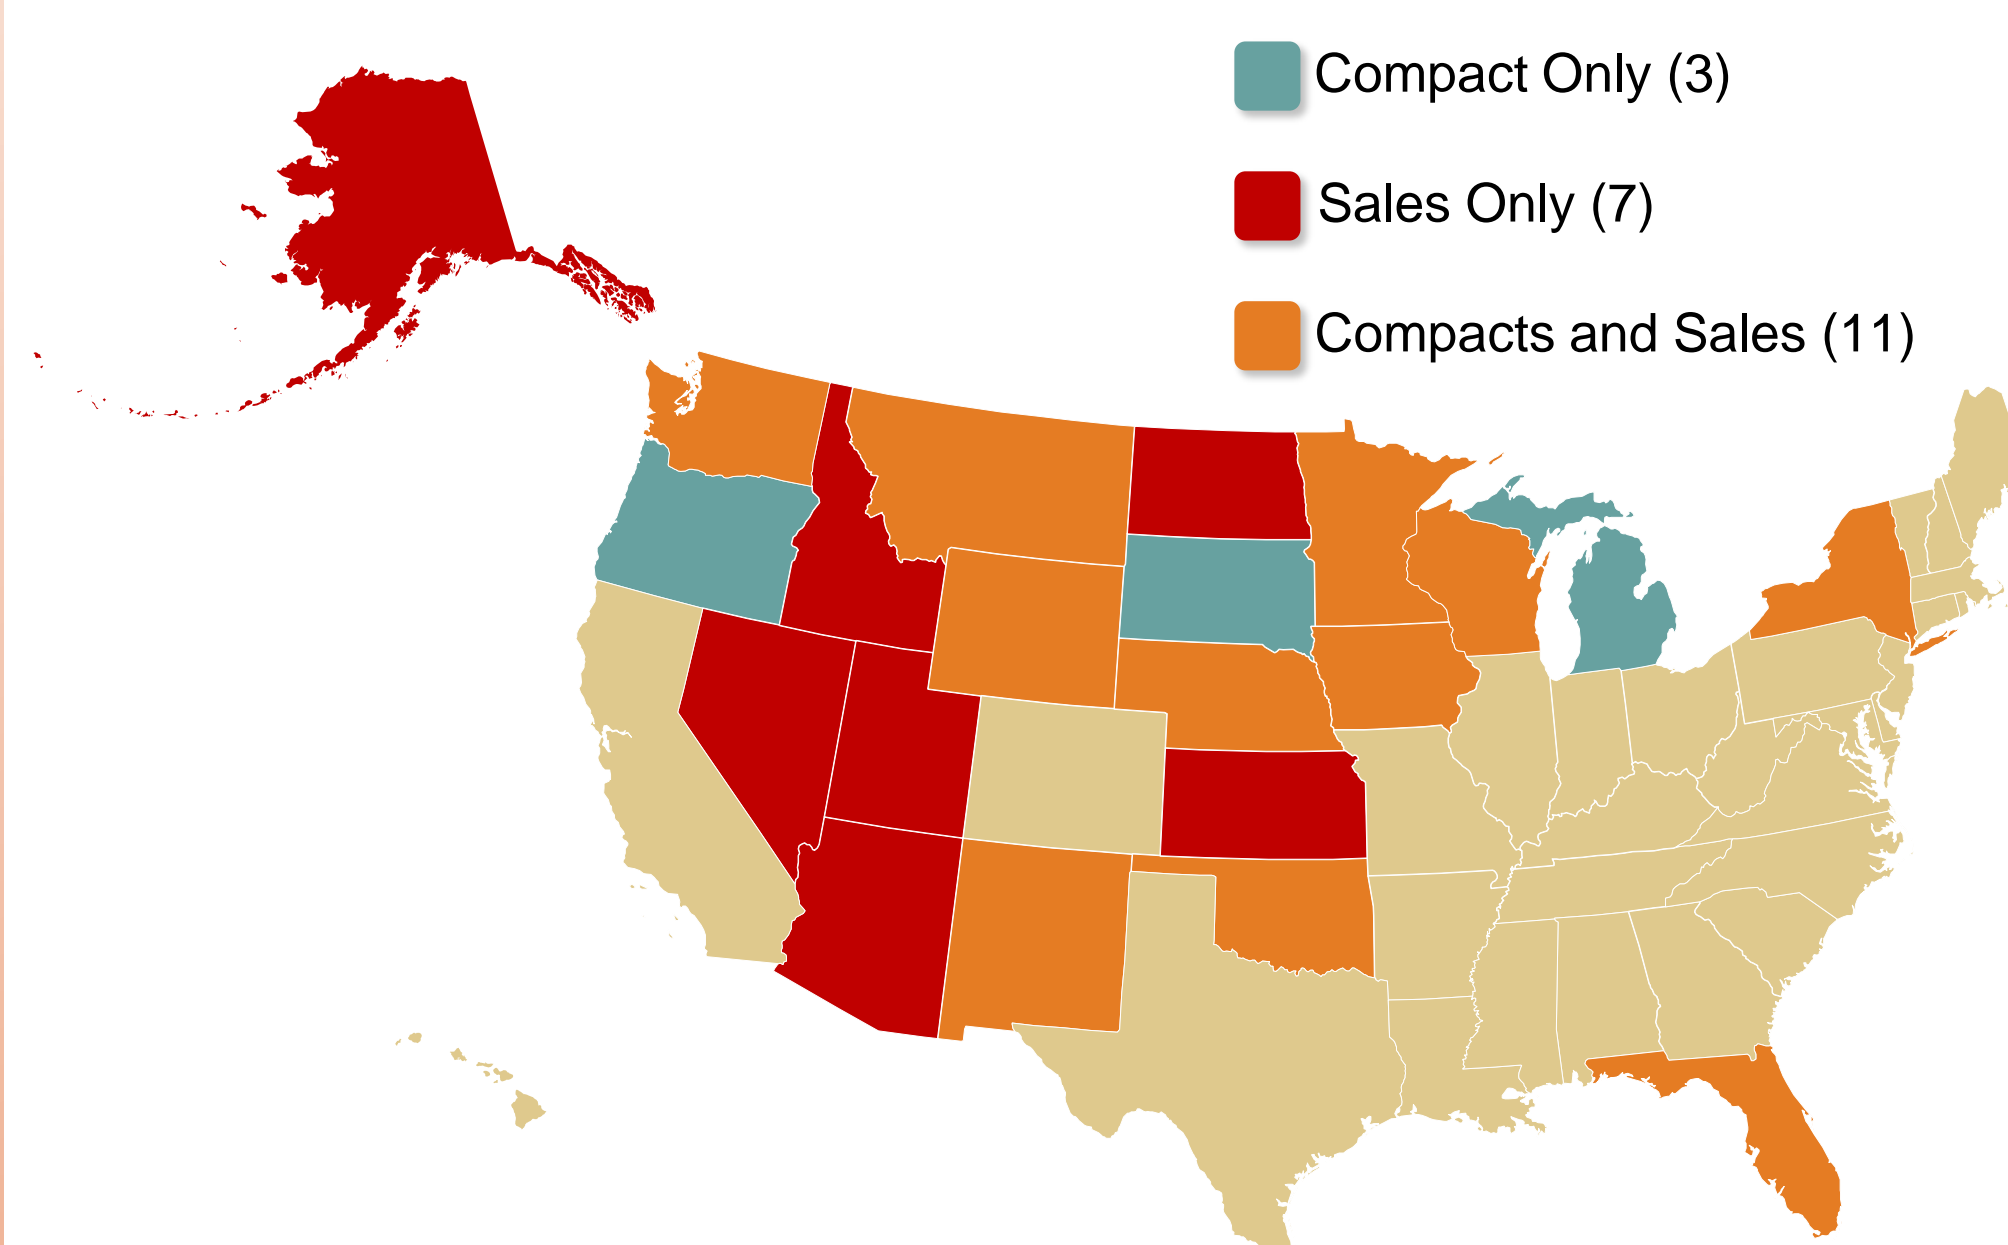 Compact Only (3)
Sales Only (7)
Compacts and Sales (11)